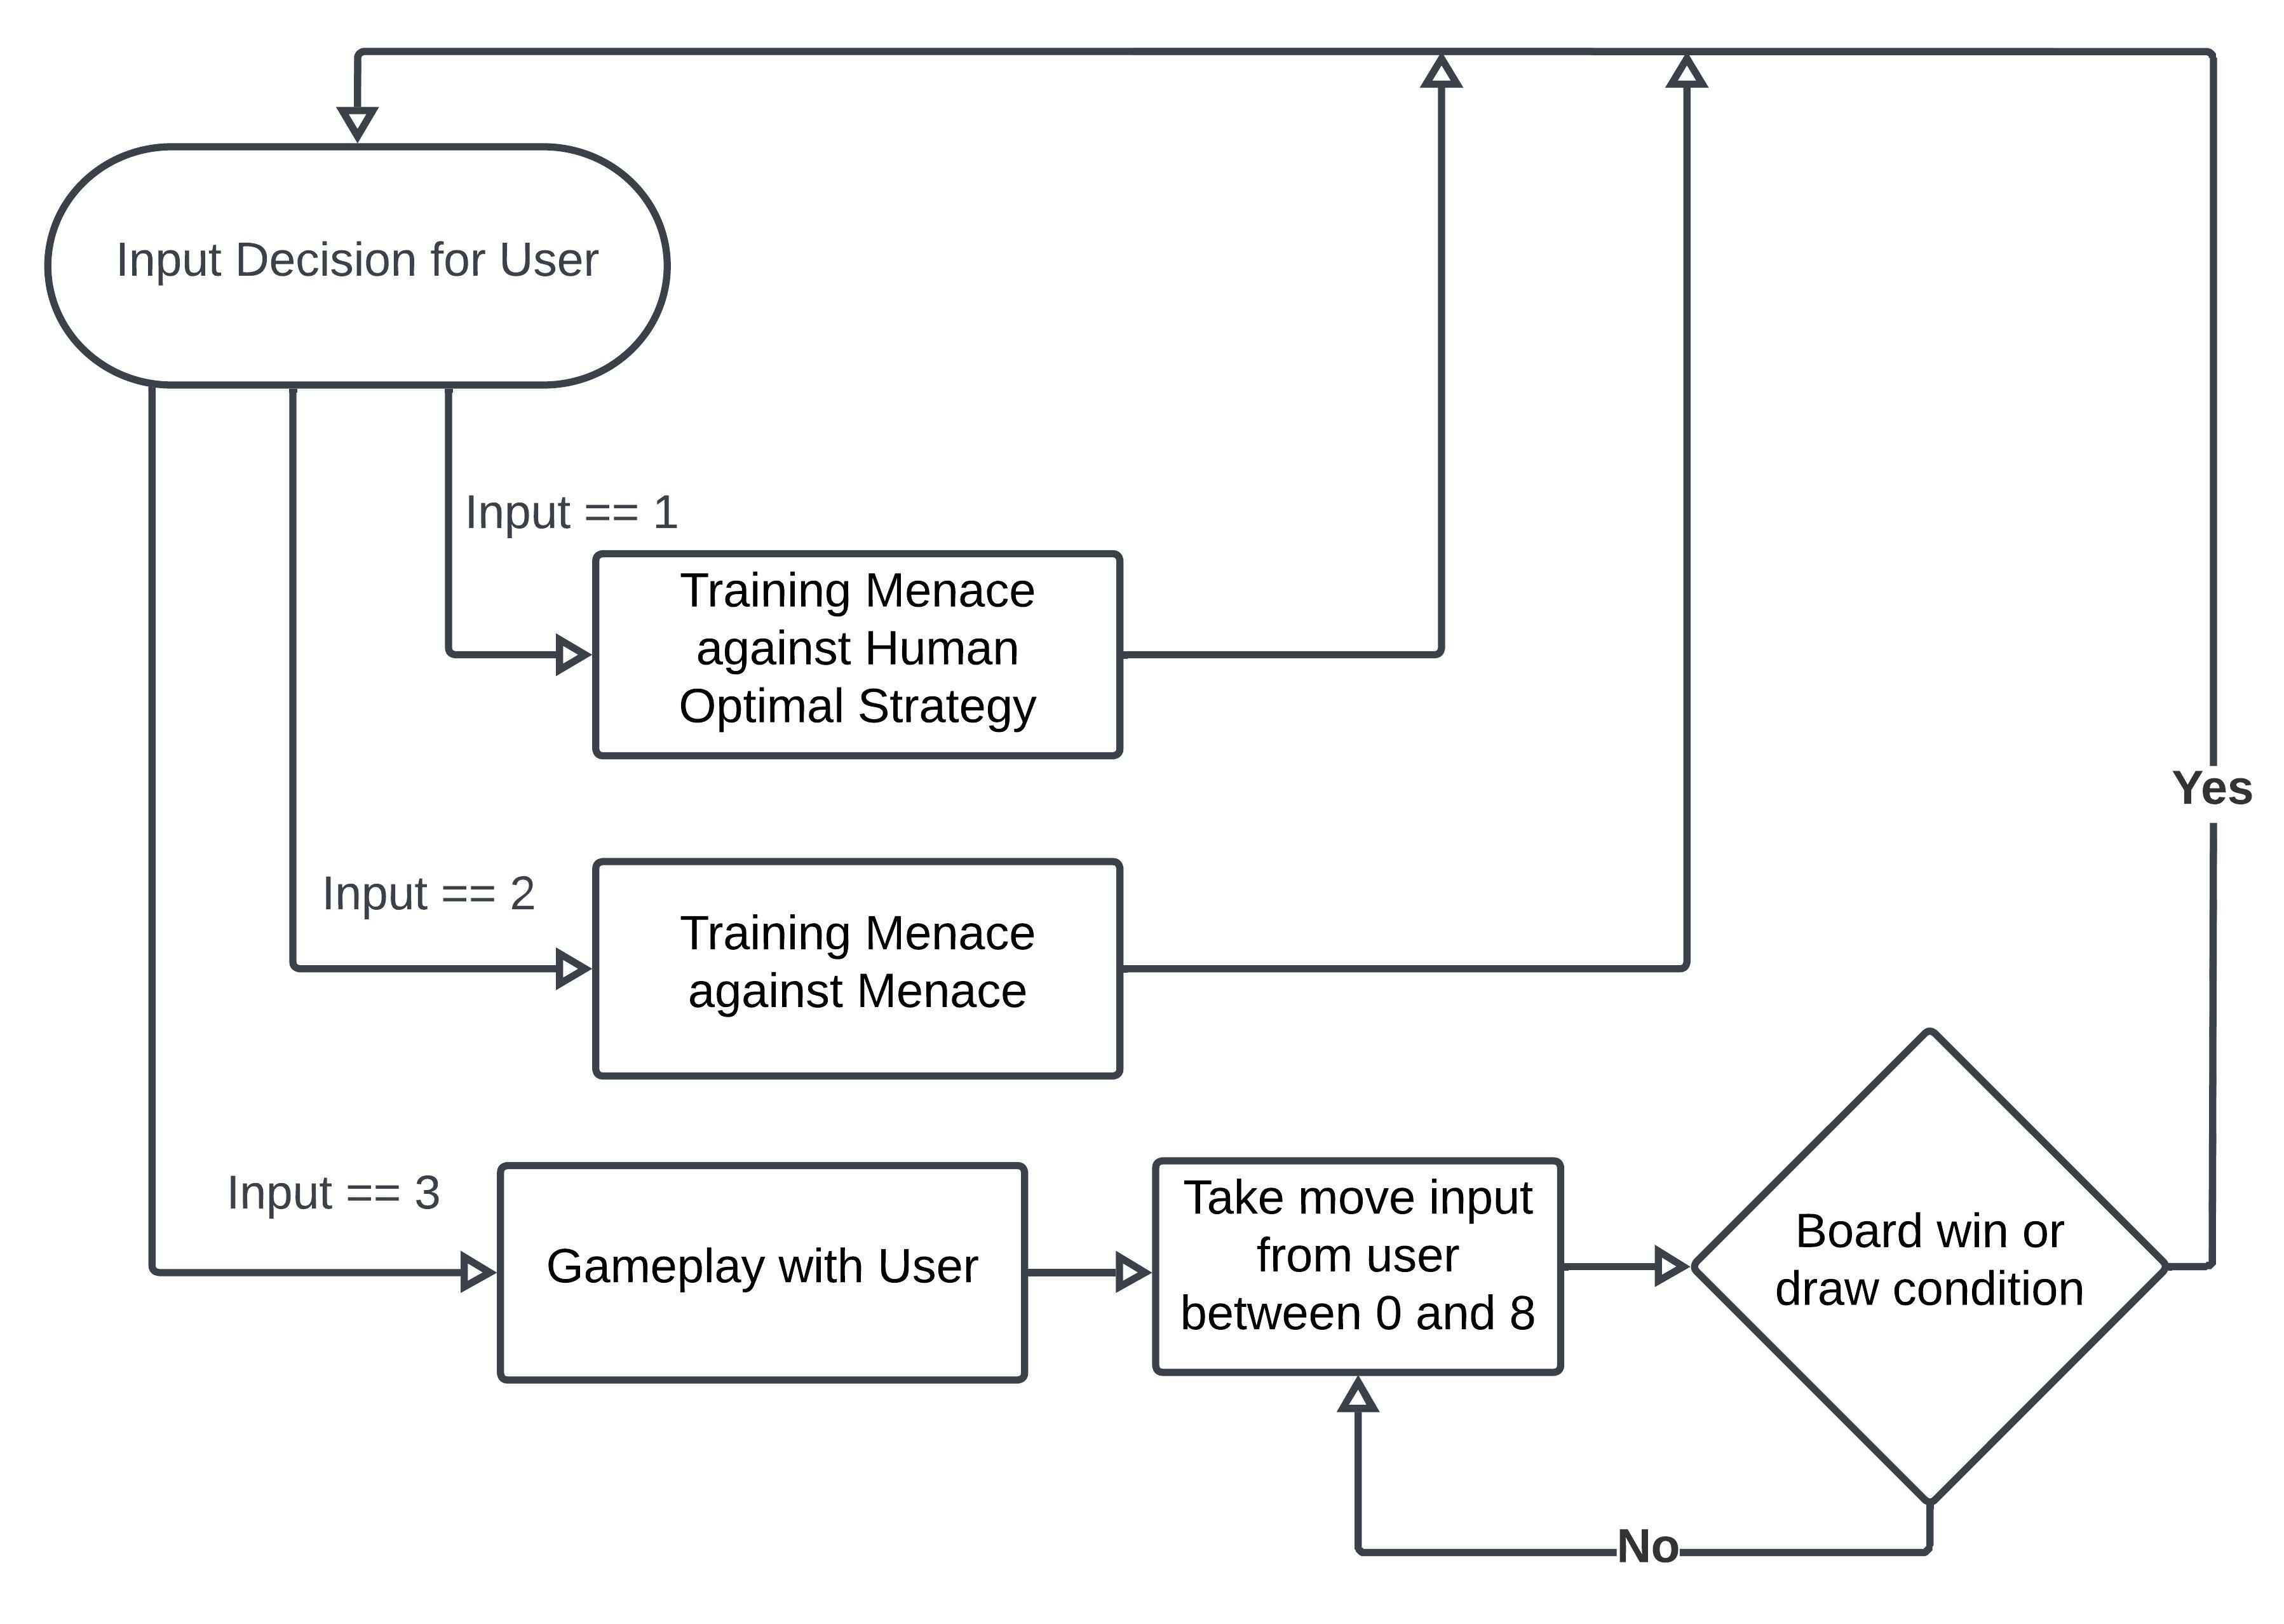 Input Decision for User
Input == 1
Training Menace
against Human
Optimal Strategy
Yes
Input == 2
Training Menace
against Menace
Input == 3
Gameplay with User
Take move input
from user
between 0 and 8
Board win or
draw condition
No